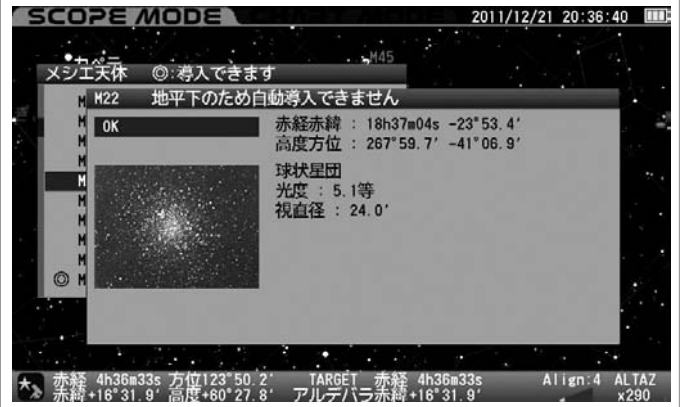 SCOPE MODE
2011/12/21 20:36:40
カペラ
M45
メシエ天体 ◎:導入できます
M22 地平下のため自動導入できません
OK
赤経赤緯 : 18h37m04s -23°53.4′
高度方位 : 267°59.7′ -41°06.9′
球状星団
光度 : 5.1等
視直径 : 24.0′
M
M
M
M
M
M
M
M
M
◎ M
赤経 4h36m33s 方位123°50.2′ TARGET 赤経 4h36m33s Align:4 ALTAZ
赤緯+16°31.9′ 高度+60°27.8′ アルデバラ赤緯+16°31.9′ x290